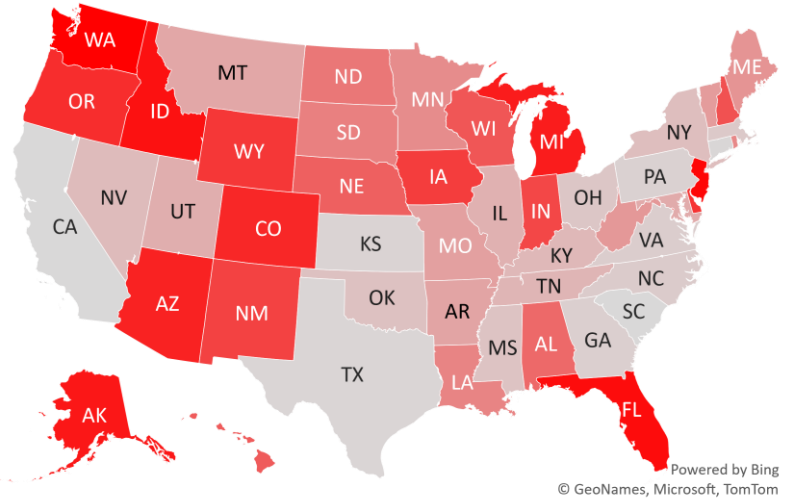 WA
MT
ND
MN
ME
OR
ID
SD
WI
MI
NY
WY
IA
PA
NE
NV
UT
CO
IL
IN
OH
CA
KS
MO
KY
VA
AZ
NM
OK
AR
TN
NC
SC
MS
AL
GA
TX
LA
AK
FL
Powered by Bing
© GeoNames, Microsoft, TomTom